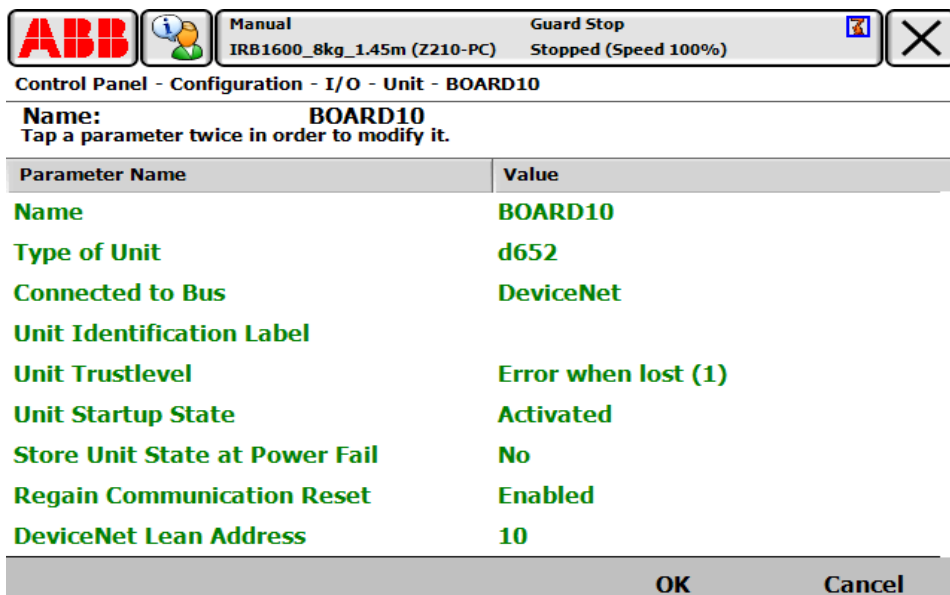 ABB
Manual Guard Stop
IRB1600_8kg_1.45m (Z210-PC) Stopped (Speed 100%)
Control Panel - Configuration - I/O - Unit - BOARD10
Name: BOARD10
Tap a parameter twice in order to modify it.
Parameter Name Value
Name BOARD10
Type of Unit d652
Connected to Bus DeviceNet
Unit Identification Label
Unit Trustlevel Error when lost (1)
Unit Startup State Activated
Store Unit State at Power Fail No
Regain Communication Reset Enabled
DeviceNet Lean Address 10
OK Cancel